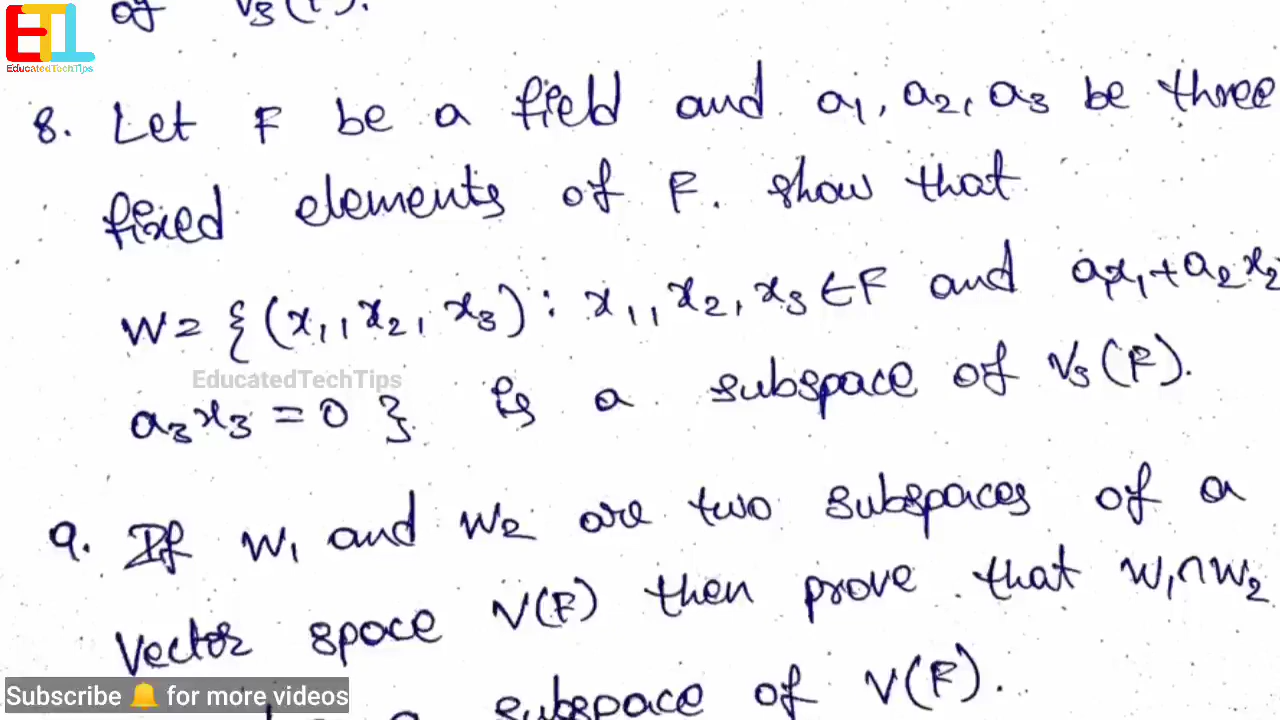 of V3(F).
ETL
EducatedTechTips
8. Let F be a field and a1, a2, a3 be three
fixed elements of F. show that
W = {(x1, x2, x3) : x1, x2, x3 ∈ F and a1x1 + a2x2
a3x3 = 0 } is a subspace of V3(F).
EducatedTechTips
9. If W1 and W2 are two subspaces of a
vector space V(F) then prove that W1∩W2
subspace of V(F).
Subscribe 🔔 for more videos